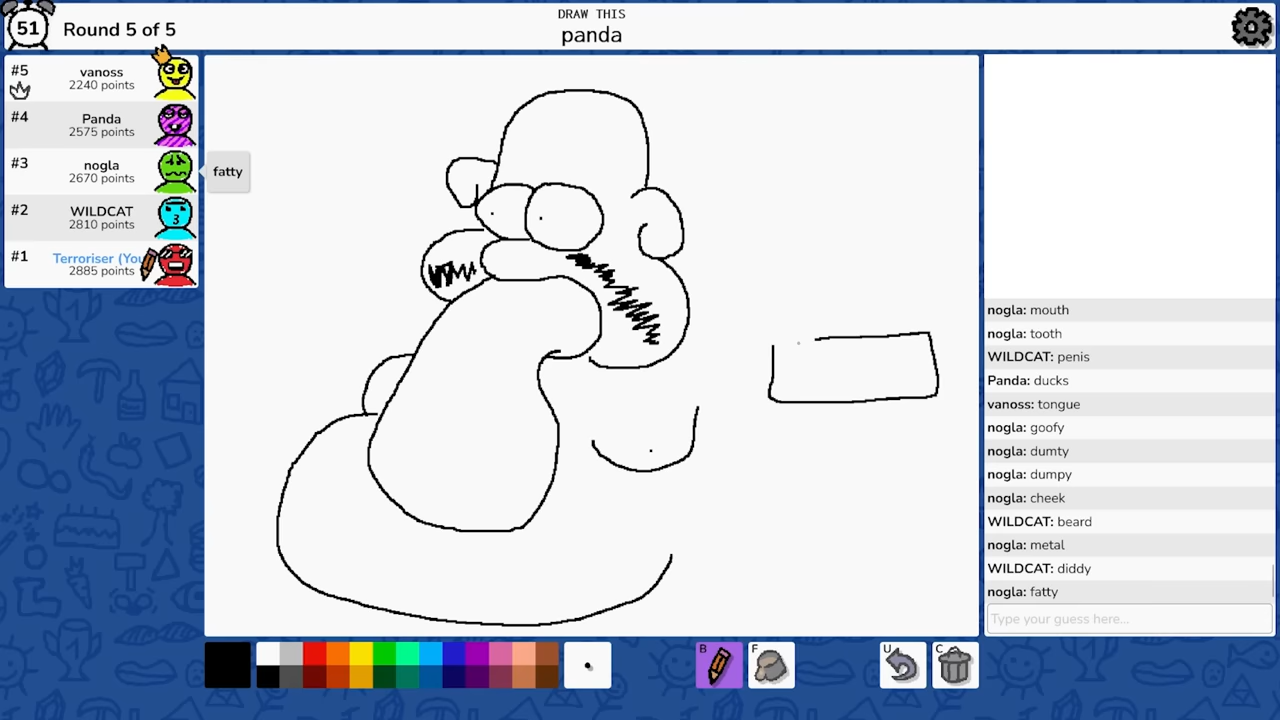 51
Round 5 of 5
DRAW THIS
panda
#5
vanoss
2240 points
#4
Panda
2575 points
#3
nogla
2670 points
fatty
#2
WILDCAT
2810 points
#1
Terroriser (You
2885 points
nogla: mouth
nogla: tooth
WILDCAT: penis
Panda: ducks
vanoss: tongue
nogla: goofy
nogla: dumty
nogla: dumpy
nogla: cheek
WILDCAT: beard
nogla: metal
WILDCAT: diddy
nogla: fatty
Type your guess here...
B
F
U
C